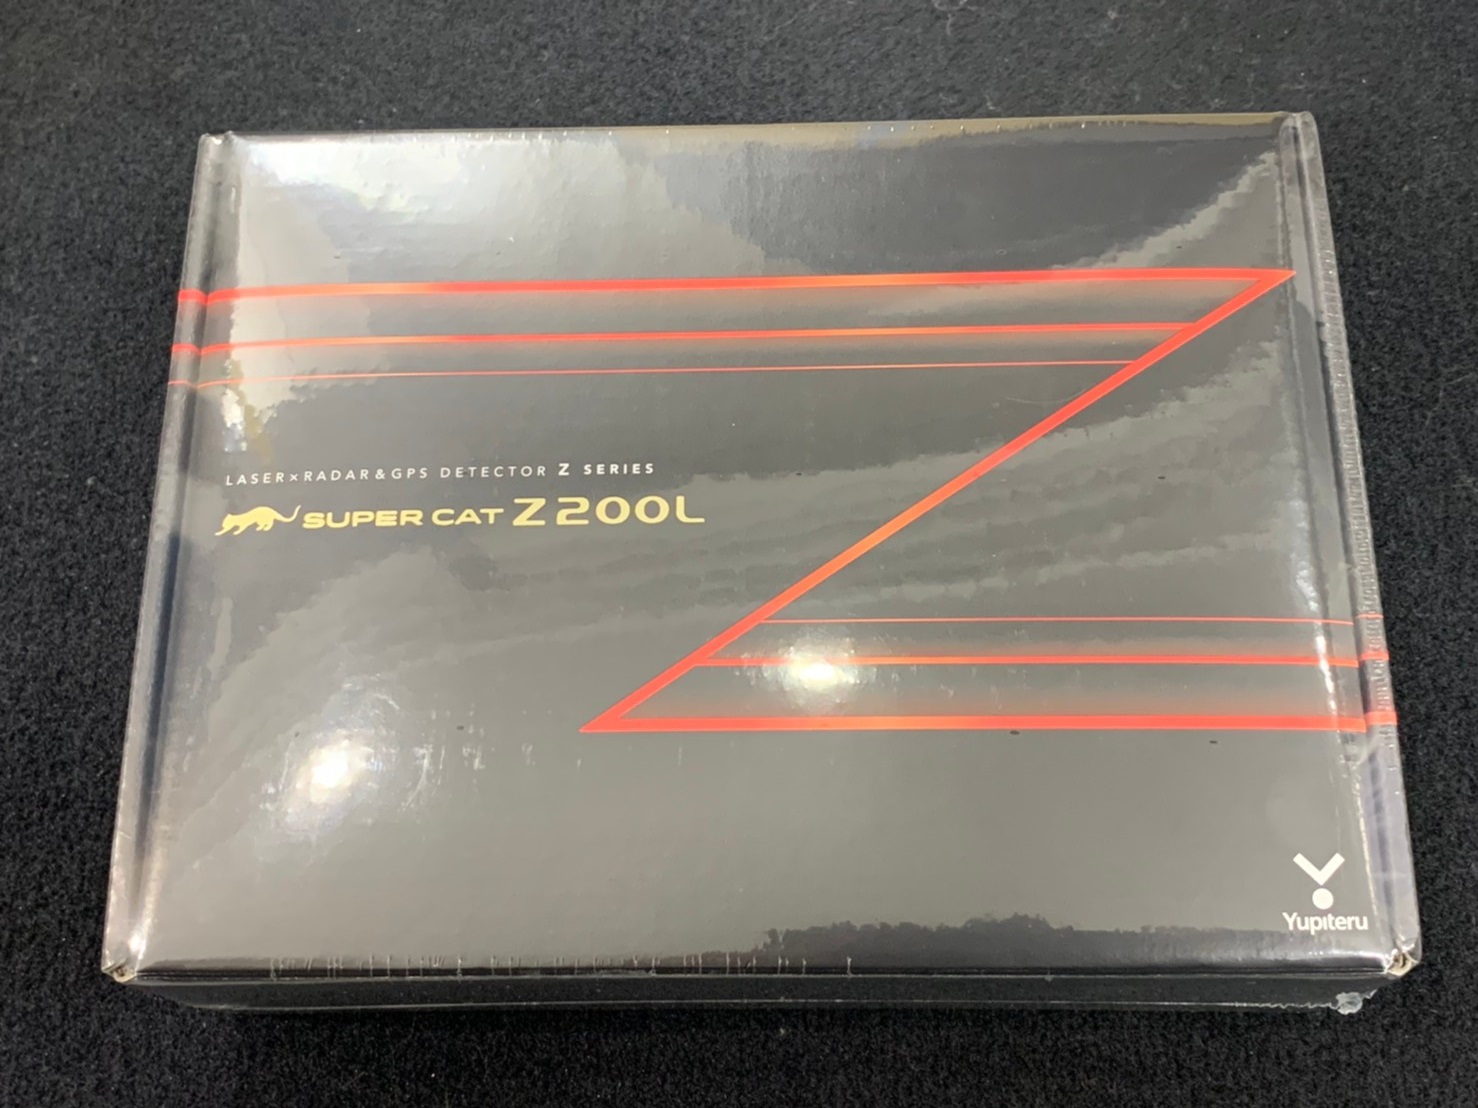 LASER×RADAR&GPS DETECTOR Z SERIES
SUPER CAT Z200L
Yupiteru